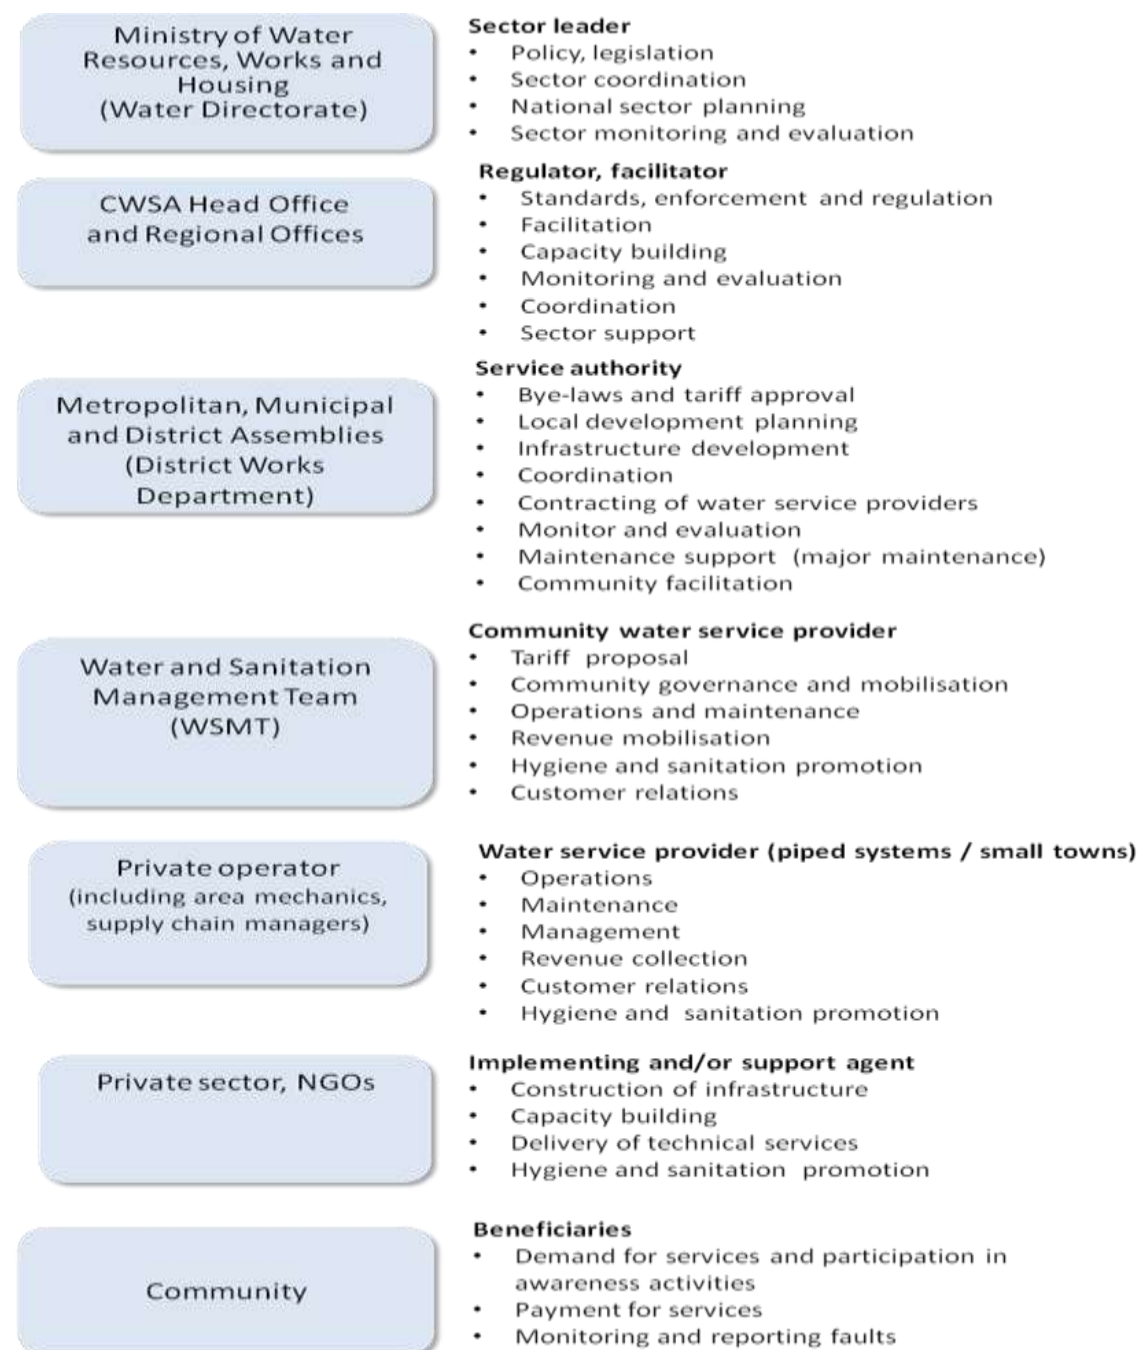 Ministry of Water
Resources, Works and
Housing
(Water Directorate)
Sector leader
• Policy, legislation
• Sector coordination
• National sector planning
• Sector monitoring and evaluation
CWSA Head Office
and Regional Offices
Regulator, facilitator
• Standards, enforcement and regulation
• Facilitation
• Capacity building
• Monitoring and evaluation
• Coordination
• Sector support
Metropolitan, Municipal
and District Assemblies
(District Works
Department)
Service authority
• Bye-laws and tariff approval
• Local development planning
• Infrastructure development
• Coordination
• Contracting of water service providers
• Monitor and evaluation
• Maintenance support (major maintenance)
• Community facilitation
Water and Sanitation
Management Team
(WSMT)
Community water service provider
• Tariff proposal
• Community governance and mobilisation
• Operations and maintenance
• Revenue mobilisation
• Hygiene and sanitation promotion
• Customer relations
Private operator
(including area mechanics,
supply chain managers)
Water service provider (piped systems / small towns)
• Operations
• Maintenance
• Management
• Revenue collection
• Customer relations
• Hygiene and sanitation promotion
Private sector, NGOs
Implementing and/or support agent
• Construction of infrastructure
• Capacity building
• Delivery of technical services
• Hygiene and sanitation promotion
Community
Beneficiaries
• Demand for services and participation in
awareness activities
• Payment for services
• Monitoring and reporting faults